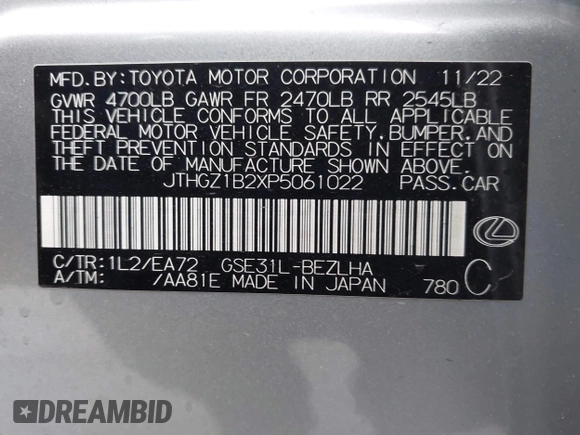 MFD. BY: TOYOTA MOTOR CORPORATION 11/22
GVWR 4700LB GAWR FR 2470LB RR 2545LB
THIS VEHICLE CONFORMS TO ALL APPLICABLE
FEDERAL MOTOR VEHICLE SAFETY, BUMPER, AND
THEFT PREVENTION STANDARDS IN EFFECT ON
THE DATE OF MANUFACTURE SHOWN ABOVE.
JTHGZ1B2XP5061022 PASS. CAR
C/TR: 1L2/EA72 GSE31L-BEZLHA
A/TM: /AA81E MADE IN JAPAN 780 C
DREAMBID